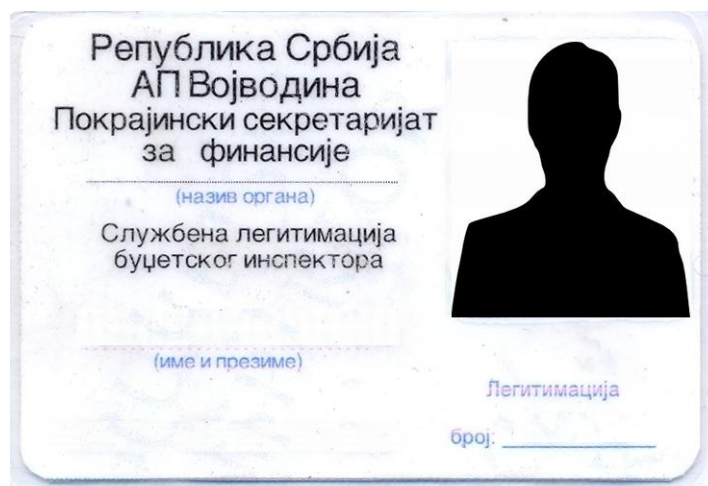 Република Србија
АП Војводина
Покрајински секретаријат
за финансије
(назив органа)
Службена легитимација
буџетског инспектора
(име и презиме)
Легитимација
број: